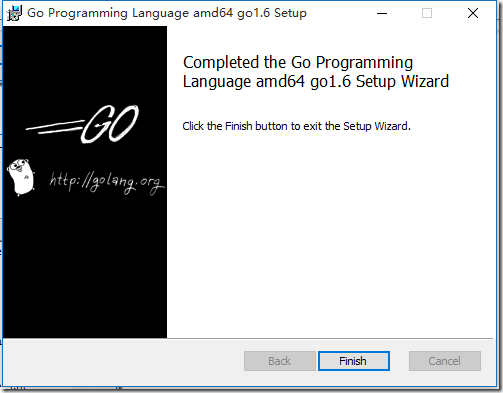 Go Programming Language amd64 go1.6 Setup
Completed the Go Programming
Language amd64 go1.6 Setup Wizard
Click the Finish button to exit the Setup Wizard.
GO
http://golang.org
Back
Finish
Cancel